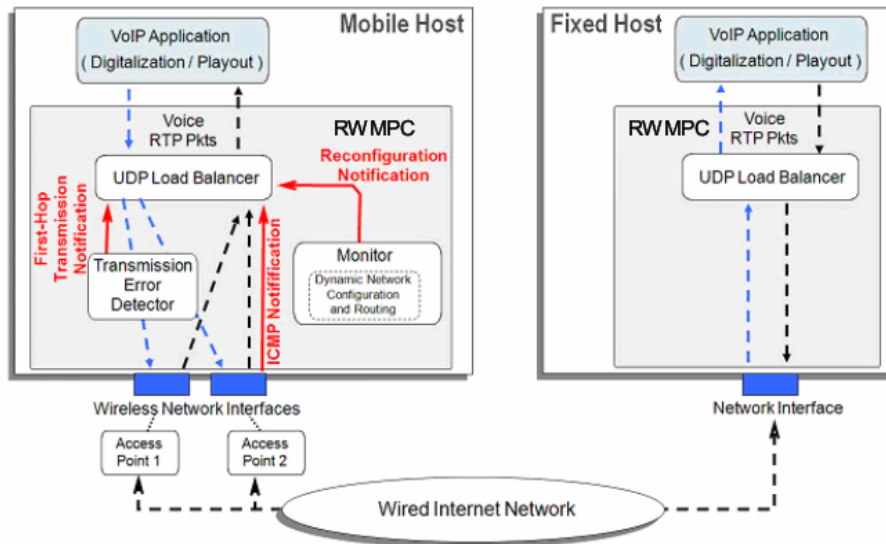 Mobile Host
VoIP Application
( Digitalization / Playout )
RWMPC
Voice
RTP Pkts
UDP Load Balancer
Reconfiguration
Notification
First-Hop
Transmission
Notification
Transmission
Error
Detector
ICMP Notitification
Monitor
Dynamic Network
Configuration
and Routing
Wireless Network Interfaces
Access
Point 1
Access
Point 2
Fixed Host
VoIP Application
( Digitalization / Playout )
RWMPC
Voice
RTP Pkts
UDP Load Balancer
Network Interface
Wired Internet Network